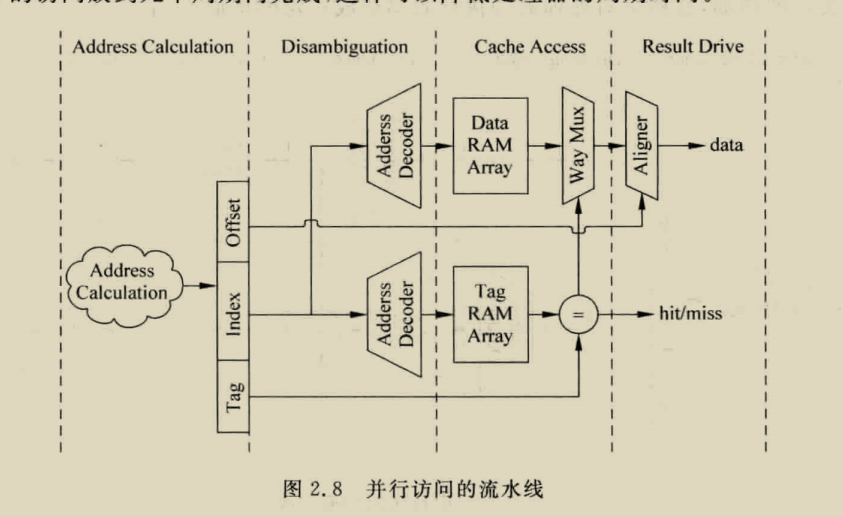 Address Calculation
Disambiguation
Cache Access
Result Drive
Adderss
Decoder
Data
RAM
Array
Way Mux
Aligner
data
Offset
Address
Calculation
Index
Adderss
Decoder
Tag
RAM
Array
=
hit/miss
Tag
图 2.8 并行访问的流水线